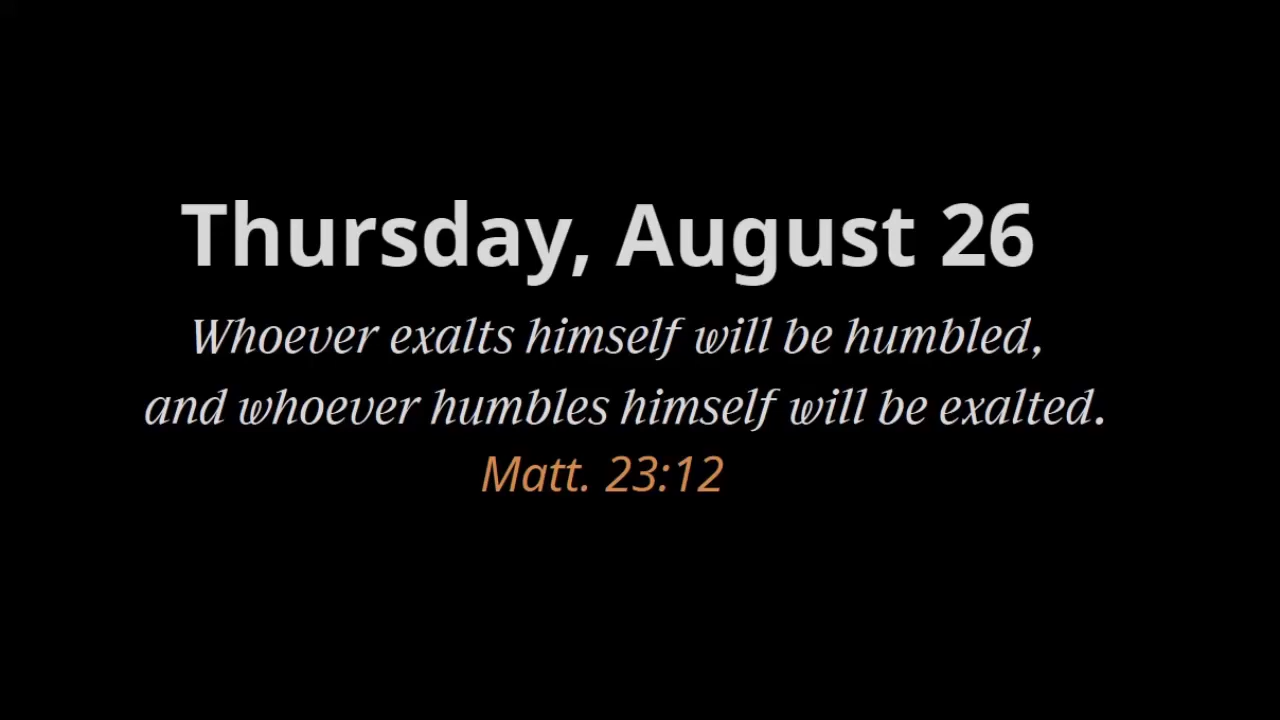 Thursday, August 26
Whoever exalts himself will be humbled,
and whoever humbles himself will be exalted.
Matt. 23:12